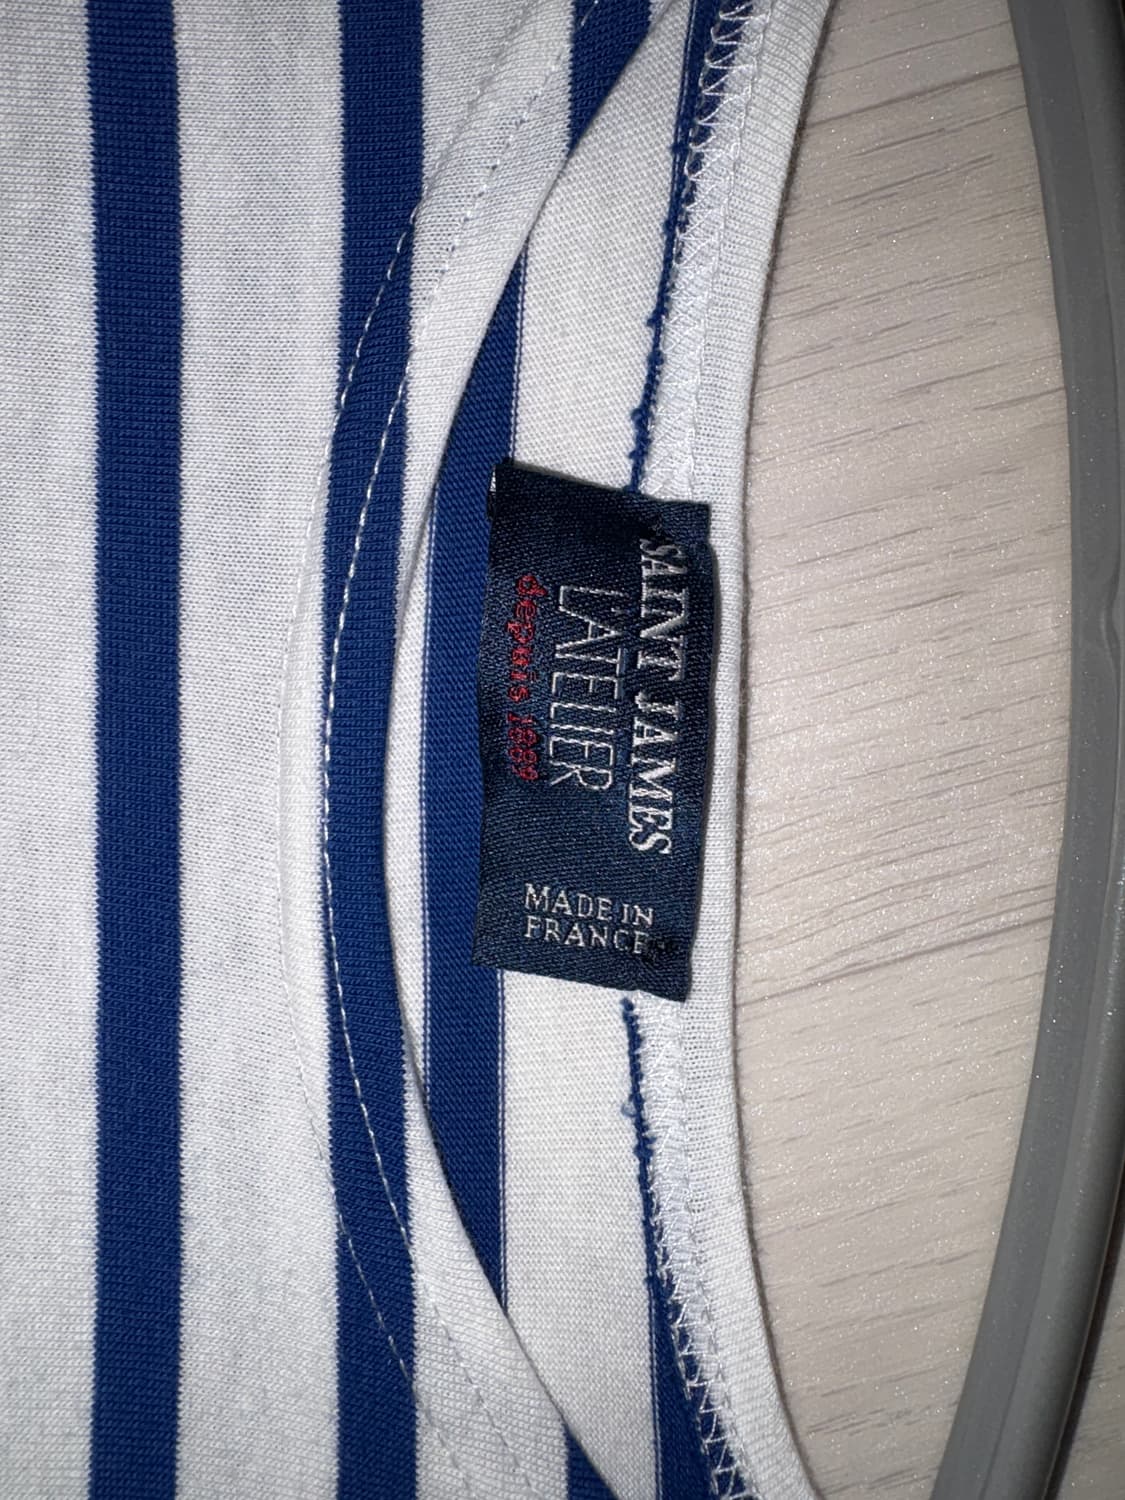 SAINT JAMES
L'ATELIER
depuis 1889
MADE IN
FRANCE